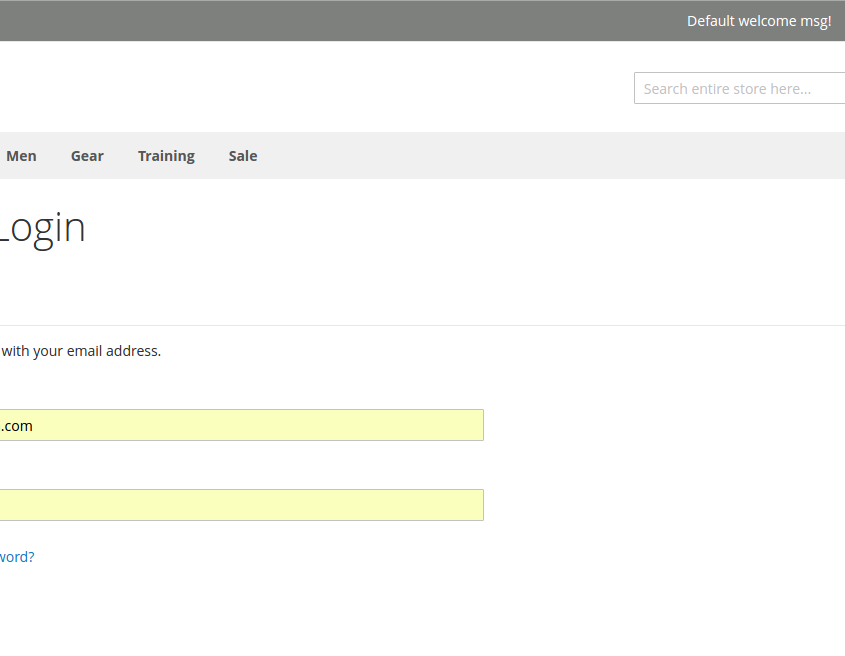 Default welcome msg!
Search entire store here...
Men Gear Training Sale
Login
with your email address.
.com
word?